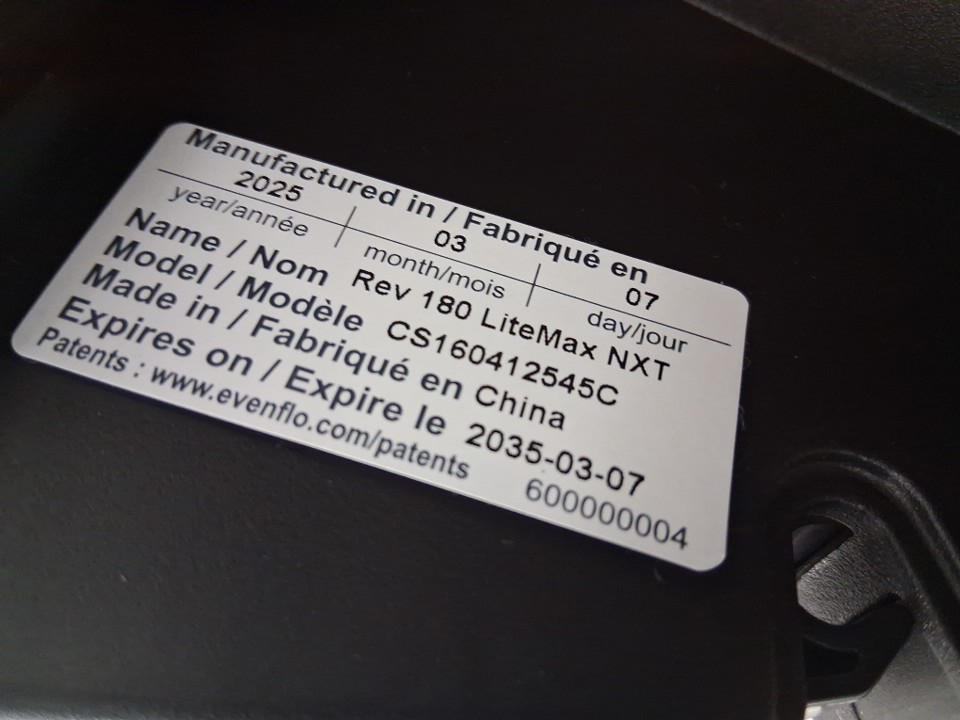 Manufactured in / Fabriqué en
2025 03 07
year/année month/mois day/jour
Name / Nom Rev 180 LiteMax NXT
Model / Modèle CS160412545C
Made in / Fabriqué en China
Expires on / Expire le 2035-03-07
Patents : www.evenflo.com/patents 600000004